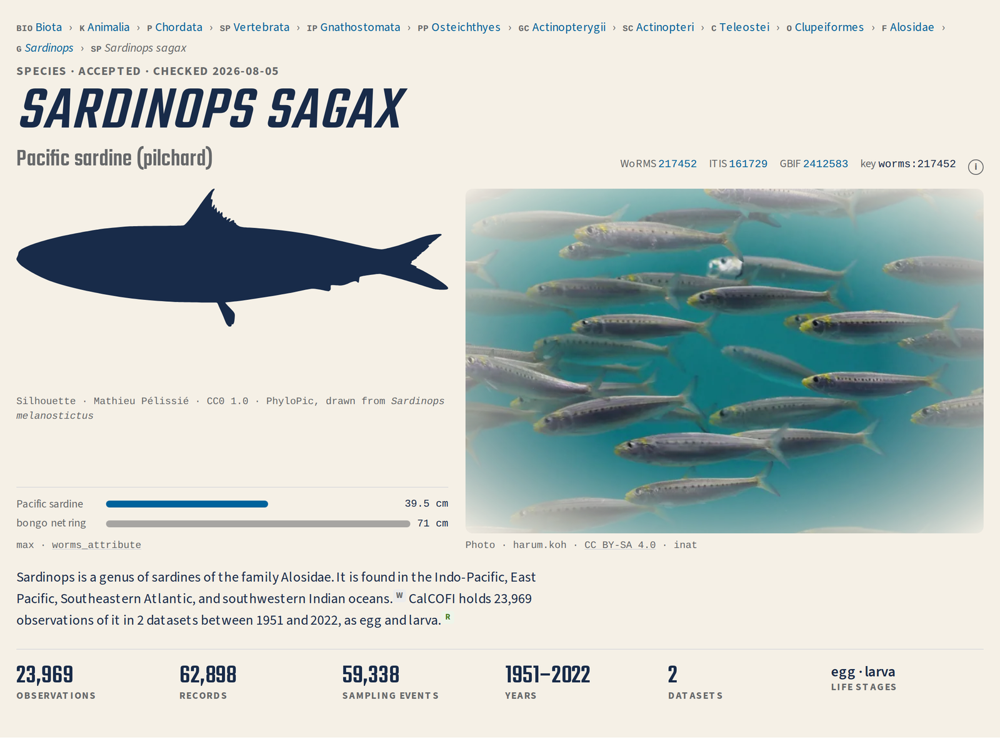 BIO Biota › K Animalia › P Chordata › SP Vertebrata › IP Gnathostomata › PP Osteichthyes › GC Actinopterygii › SC Actinopteri › C Teleostei › O Clupeiformes › F Alosidae ›
G Sardinops › SP Sardinops sagax
SPECIES · ACCEPTED · CHECKED 2026-08-05
SARDINOPS SAGAX
Pacific sardine (pilchard)
WoRMS 217452 ITIS 161729 GBIF 2412583 key worms:217452 i
Silhouette · Mathieu Pélissié · CC0 1.0 · PhyloPic, drawn from Sardinops
melanostictus
Pacific sardine 39.5 cm
bongo net ring 71 cm
max · worms_attribute
Photo · harum.koh · CC BY-SA 4.0 · inat
Sardinops is a genus of sardines of the family Alosidae. It is found in the Indo-Pacific, East
Pacific, Southeastern Atlantic, and southwestern Indian oceans. W CalCOFI holds 23,969
observations of it in 2 datasets between 1951 and 2022, as egg and larva. R
23,969 62,898 59,338 1951–2022 2 egg · larva
OBSERVATIONS RECORDS SAMPLING EVENTS YEARS DATASETS LIFE STAGES